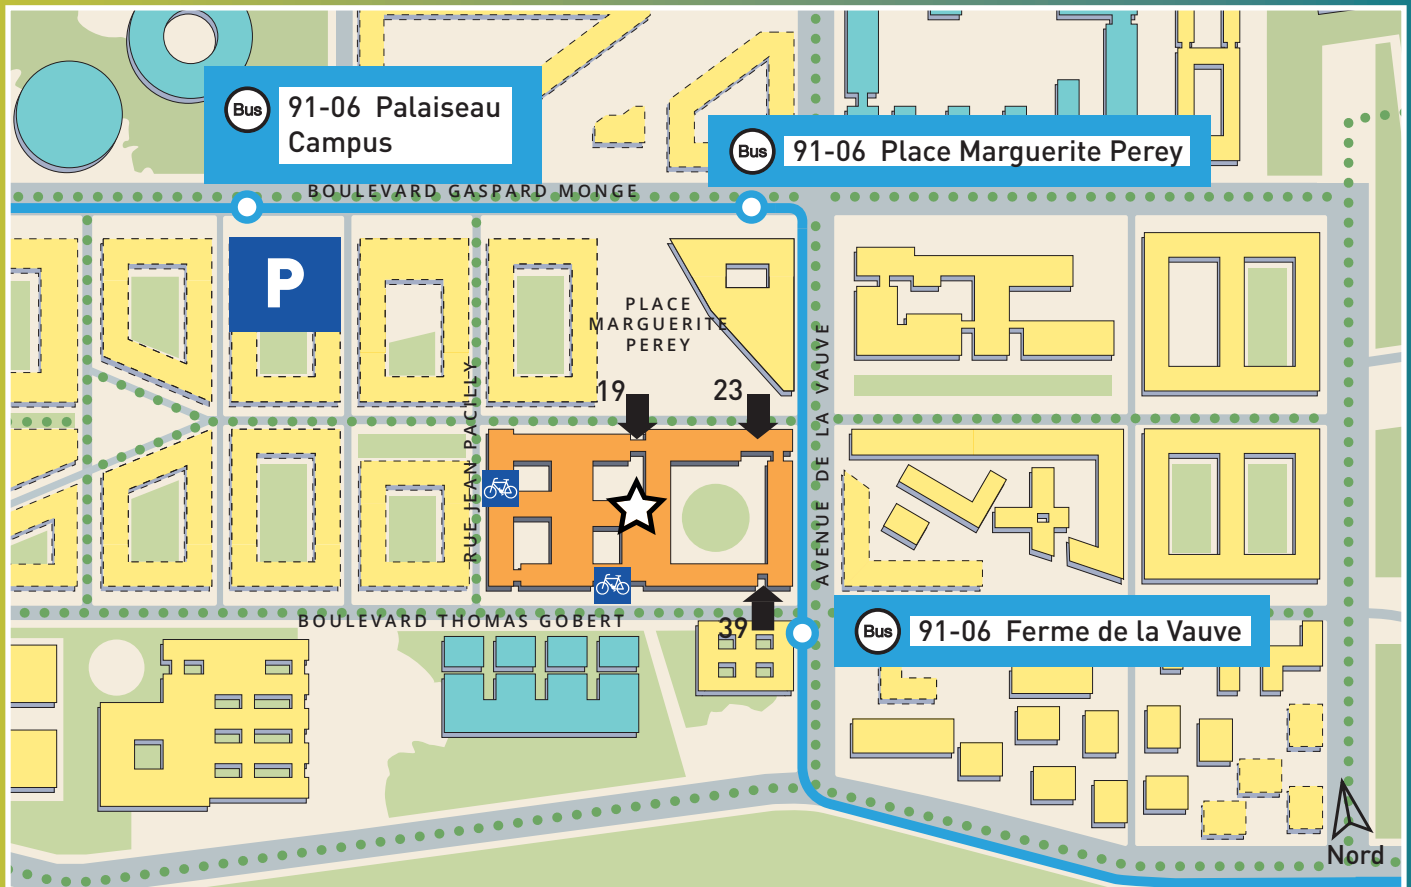 Bus
91-06 Palaiseau
Campus
Bus
91-06 Place Marguerite Perey
BOULEVARD GASPARD MONGE
P
PLACE
MARGUERITE
PEREY
19
23
RUE JEAN PACILLY
AVENUE DE LA VAUVE
BOULEVARD THOMAS GOBERT
39
Bus
91-06 Ferme de la Vauve
Nord